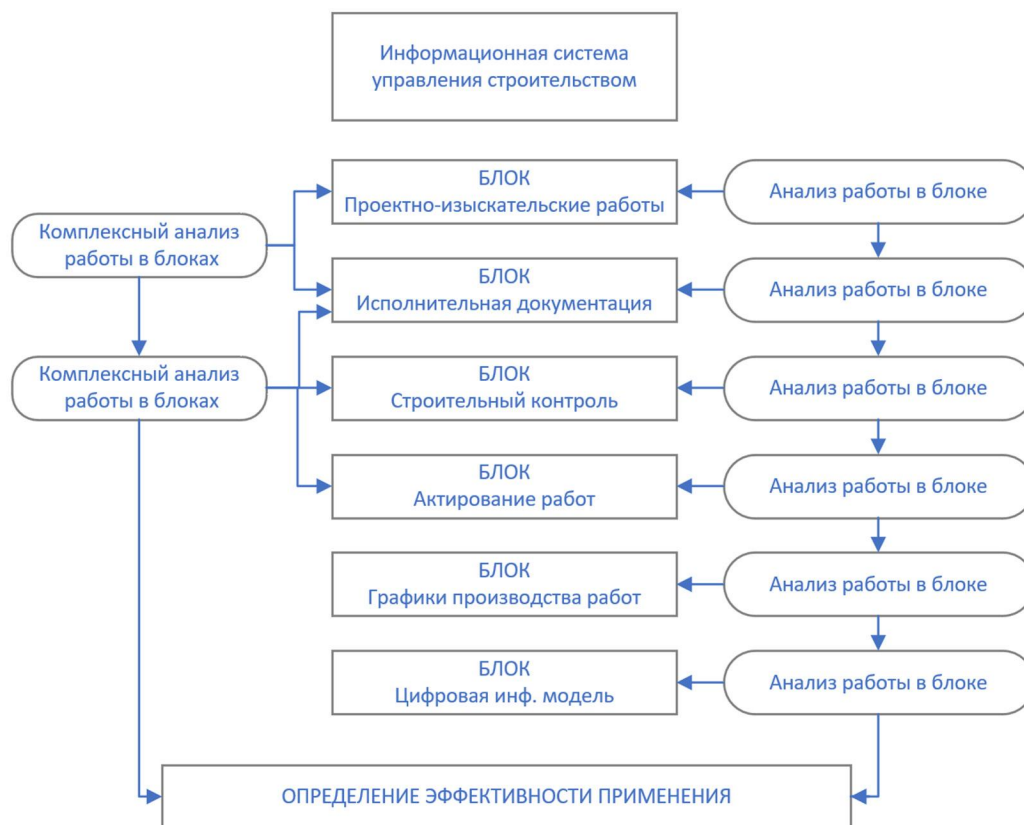 Информационная система
управления строительством
БЛОК
Проектно-изыскательские работы
Анализ работы в блоке
Комплексный анализ
работы в блоках
БЛОК
Исполнительная документация
Анализ работы в блоке
Комплексный анализ
работы в блоках
БЛОК
Строительный контроль
Анализ работы в блоке
БЛОК
Актирование работ
Анализ работы в блоке
БЛОК
Графики производства работ
Анализ работы в блоке
БЛОК
Цифровая инф. модель
Анализ работы в блоке
ОПРЕДЕЛЕНИЕ ЭФФЕКТИВНОСТИ ПРИМЕНЕНИЯ